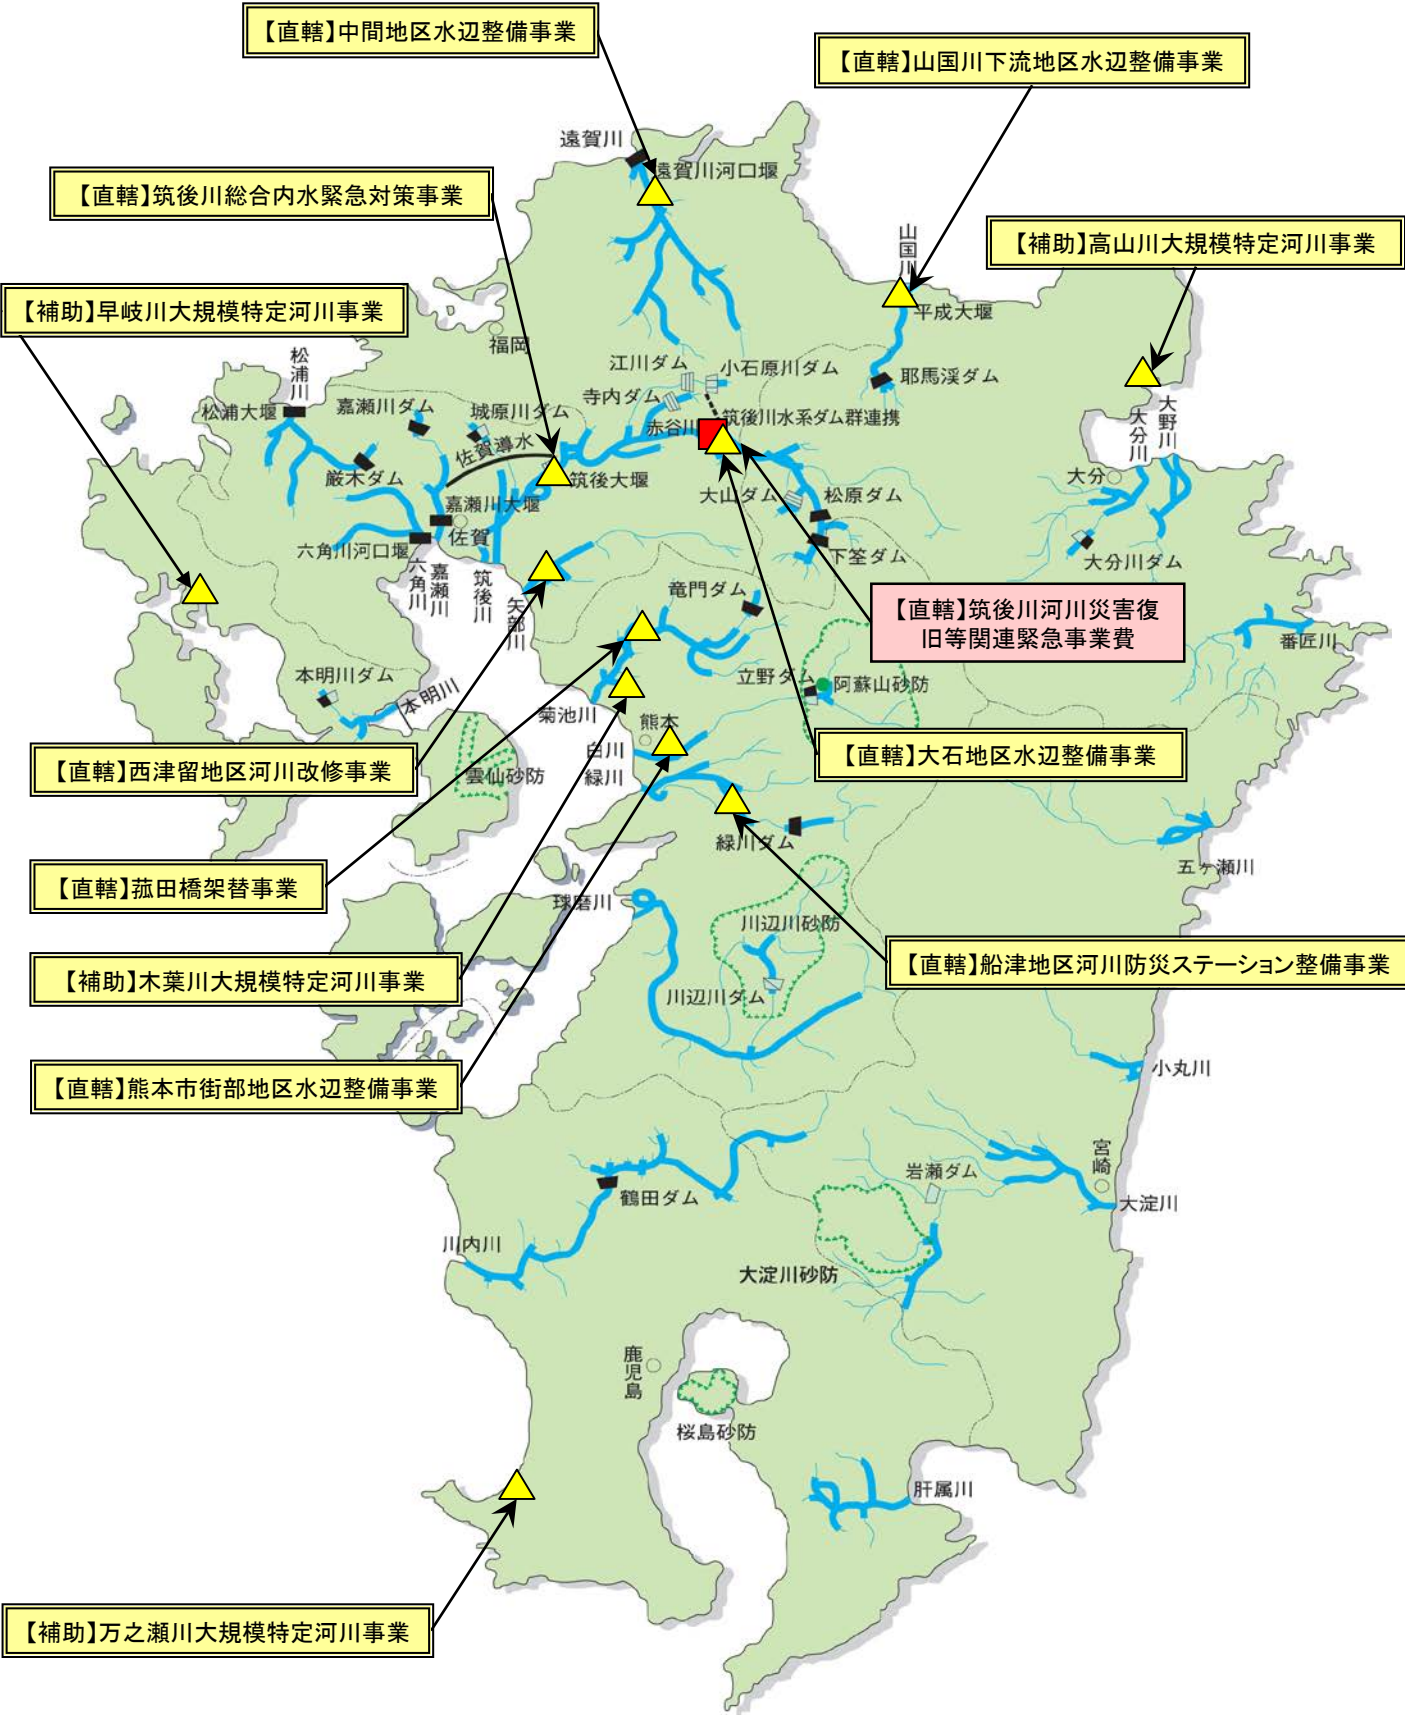 【直轄】中間地区水辺整備事業
【直轄】山国川下流地区水辺整備事業
遠賀川
遠賀川河口堰
【直轄】筑後川総合内水緊急対策事業
山国川
【補助】高山川大規模特定河川事業
【補助】早岐川大規模特定河川事業
平成大堰
福岡
松浦川
江川ダム
小石原川ダム
耶馬渓ダム
寺内ダム
松浦大堰
嘉瀬川ダム
城原川ダム
赤谷川
筑後川水系ダム群連携
大分川
大野川
佐賀導水
厳木ダム
筑後大堰
大分
大山ダム
松原ダム
嘉瀬川大堰
佐賀
六角川河口堰
下筌ダム
大分川ダム
六角川
嘉瀬川
筑後川
矢部川
竜門ダム
【直轄】筑後川河川災害復
旧等関連緊急事業費
番匠川
本明川ダム
本明川
立野ダム
阿蘇山砂防
菊池川
熊本
白川
緑川
【直轄】大石地区水辺整備事業
【直轄】西津留地区河川改修事業
雲仙砂防
緑川ダム
五ヶ瀬川
【直轄】菰田橋架替事業
球磨川
川辺川砂防
【補助】木葉川大規模特定河川事業
【直轄】船津地区河川防災ステーション整備事業
川辺川ダム
小丸川
【直轄】熊本市街部地区水辺整備事業
宮崎
岩瀬ダム
鶴田ダム
大淀川
川内川
大淀川砂防
鹿児島
桜島砂防
肝属川
【補助】万之瀬川大規模特定河川事業